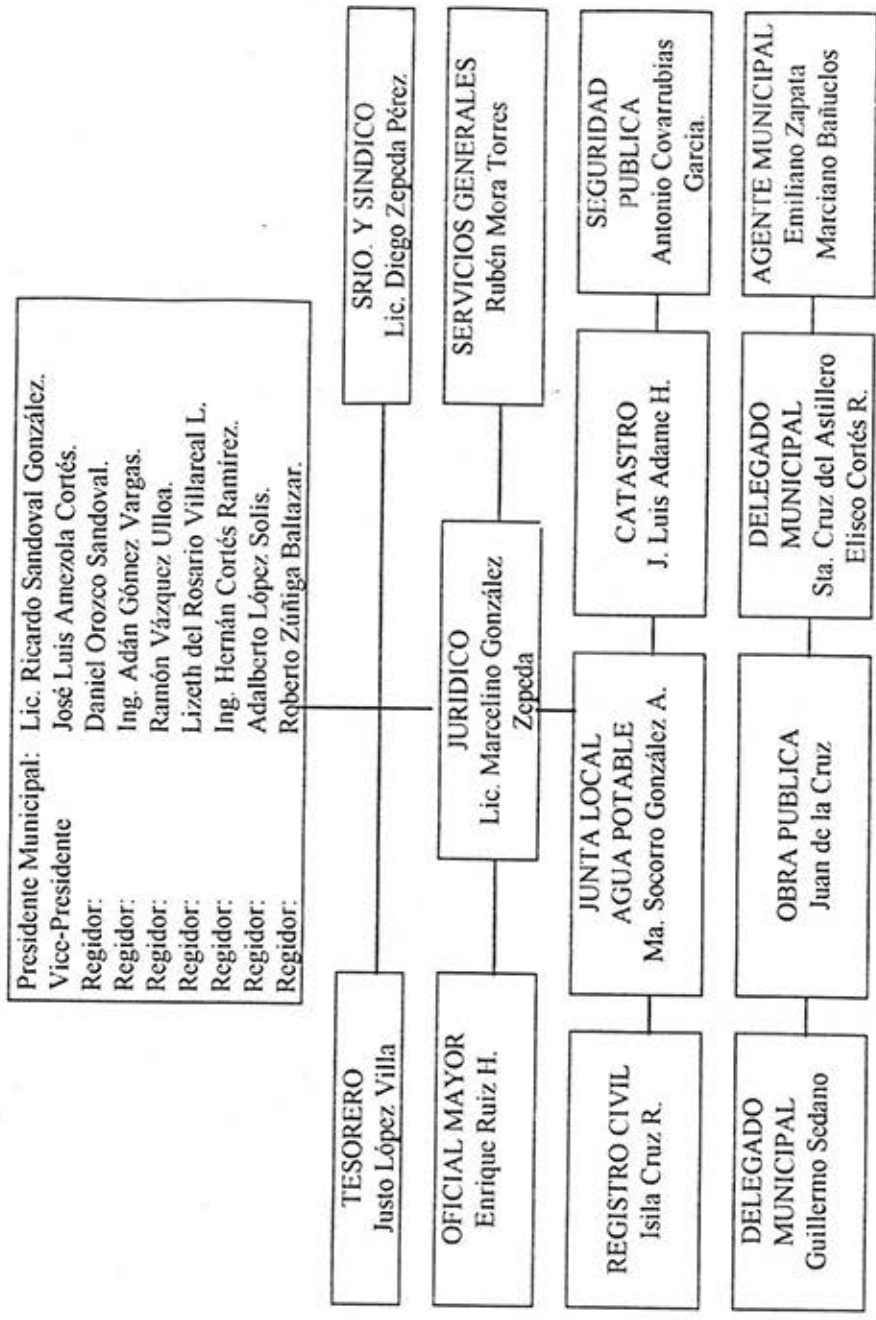 Presidente Municipal: Lic. Ricardo Sandoval González.
Vice-Presidente José Luis Amezola Cortés.
Regidor: Daniel Orozco Sandoval.
Regidor: Ing. Adán Gómez Vargas.
Regidor: Ramón Vázquez Ulloa.
Regidor: Lizeth del Rosario Villareal L.
Regidor: Ing. Hernán Cortés Ramírez.
Regidor: Adalberto López Solis.
Regidor: Roberto Zúñiga Baltazar.
TESORERO
Justo López Villa
SRIO. Y SINDICO
Lic. Diego Zepeda Pérez
OFICIAL MAYOR
Enrique Ruiz H.
JURIDICO
Lic. Marcelino González
Zepeda
SERVICIOS GENERALES
Rubén Mora Torres
REGISTRO CIVIL
Isila Cruz R.
JUNTA LOCAL
AGUA POTABLE
Ma. Socorro González A.
CATASTRO
J. Luis Adame H.
SEGURIDAD
PUBLICA
Antonio Covarrubias
Garcia.
DELEGADO
MUNICIPAL
Guillermo Sedano
OBRA PUBLICA
Juan de la Cruz
DELEGADO
MUNICIPAL
Sta. Cruz del Astillero
Eliseo Cortés R.
AGENTE MUNICIPAL
Emiliano Zapata
Marciano Bañuelos